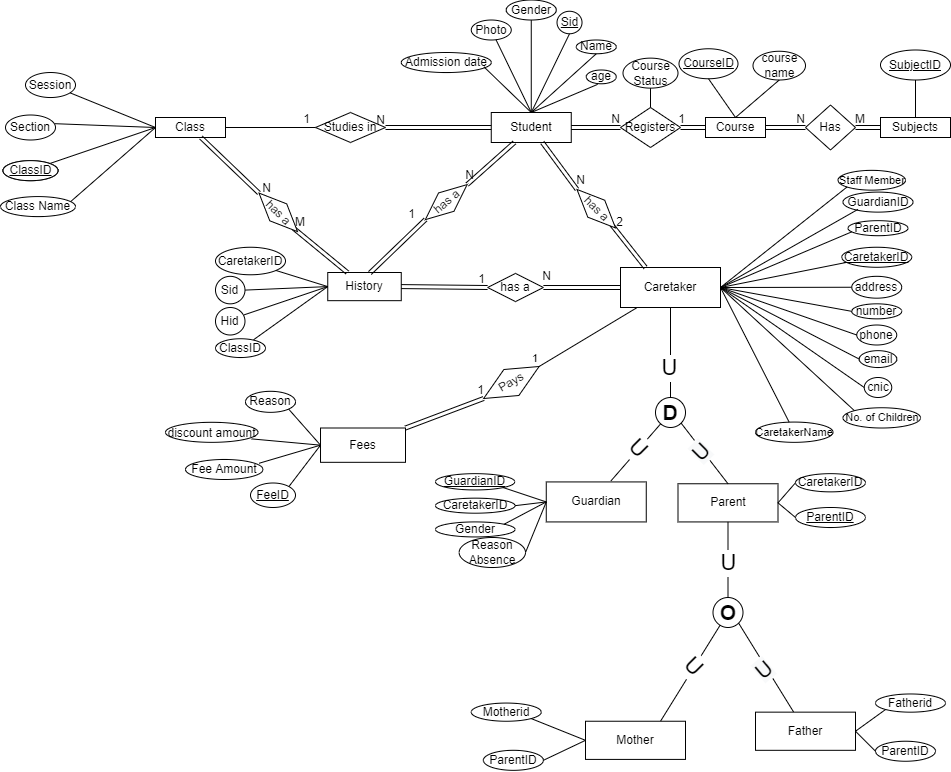 Gender
Sid
Photo
Name
Admission date
age
Course
Status
CourseID
course
name
SubjectID
Session
Section
ClassID
Class Name
Class
1
Studies in
N
Student
N
Registers
1
Course
N
Has
M
Subjects
N
has a
M
N
has a
1
N
has a
2
Staff Member
GuardianID
ParentID
CaretakerID
address
number
phone
email
cnic
No. of Children
CaretakerName
CaretakerID
Sid
Hid
ClassID
History
1
has a
N
Caretaker
1
Pays
1
Reason
discount amount
Fee Amount
FeeID
Fees
U
D
U
U
GuardianID
CaretakerID
Gender
Reason
Absence
Guardian
Parent
CaretakerID
ParentID
U
O
U
U
Motherid
ParentID
Mother
Father
Fatherid
ParentID